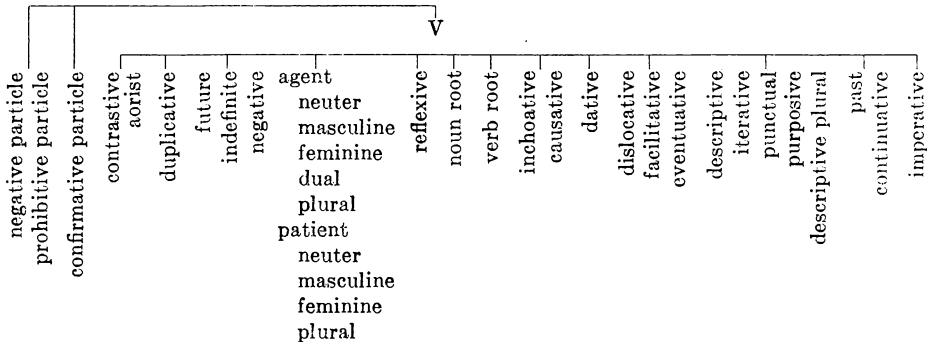 V
negative particle
prohibitive particle
confirmative particle
contrastive
aorist
duplicative
future
indefinite
negative
agent
neuter
masculine
feminine
dual
plural
patient
neuter
masculine
feminine
plural
reflexive
noun root
verb root
inchoative
causative
dative
dislocative
facilitative
eventuative
descriptive
iterative
punctual
purposive
descriptive plural
past
continuative
imperative